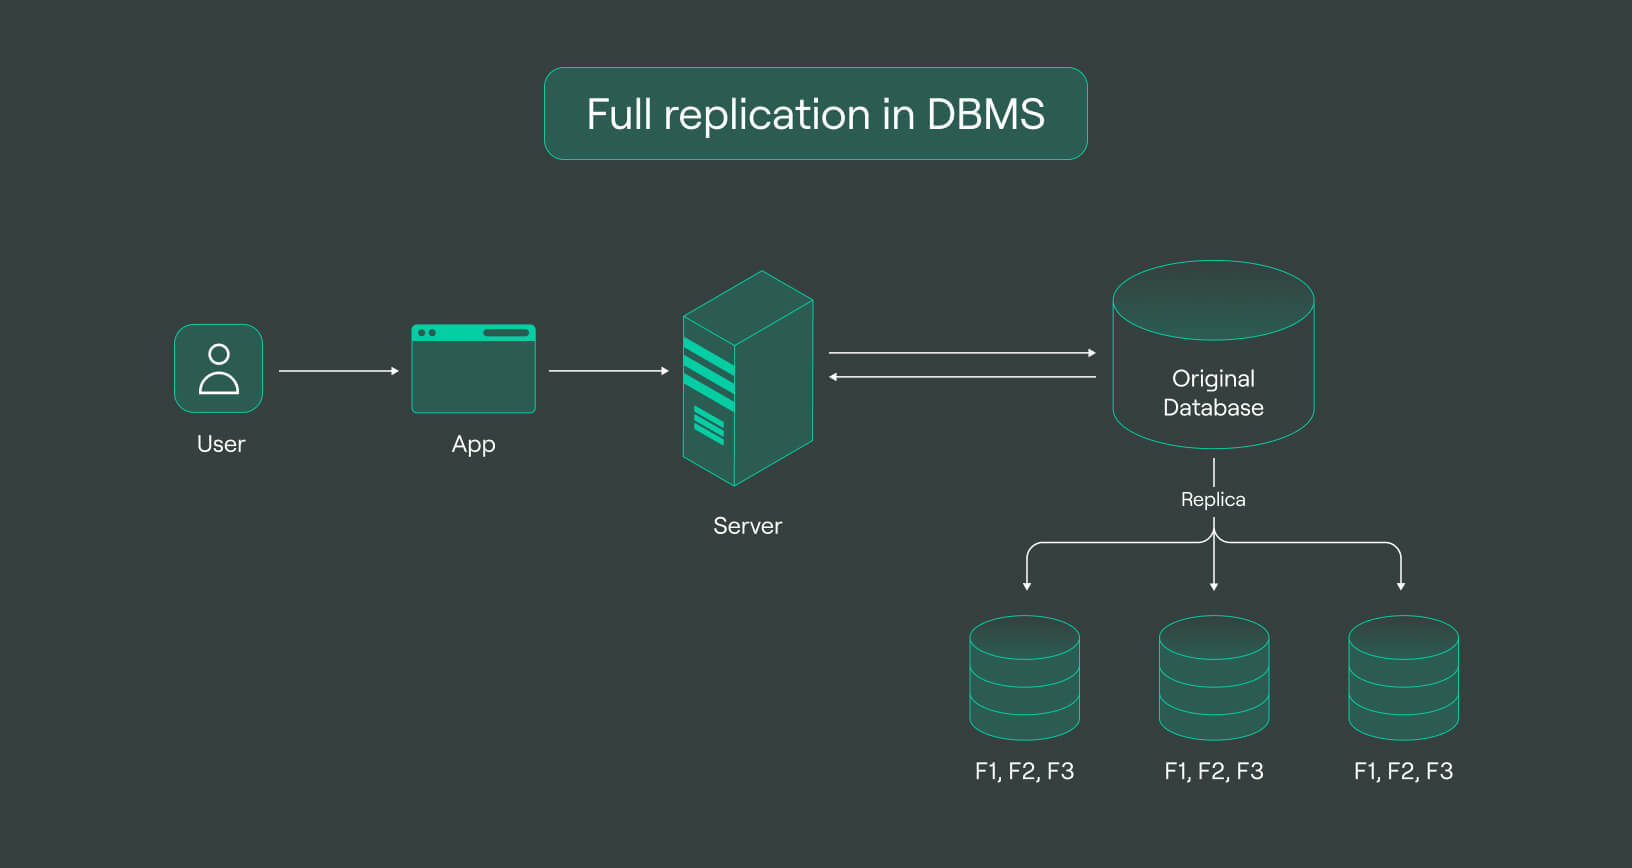 Full replication in DBMS
User
App
Server
Original
Database
Replica
F1, F2, F3
F1, F2, F3
F1, F2, F3